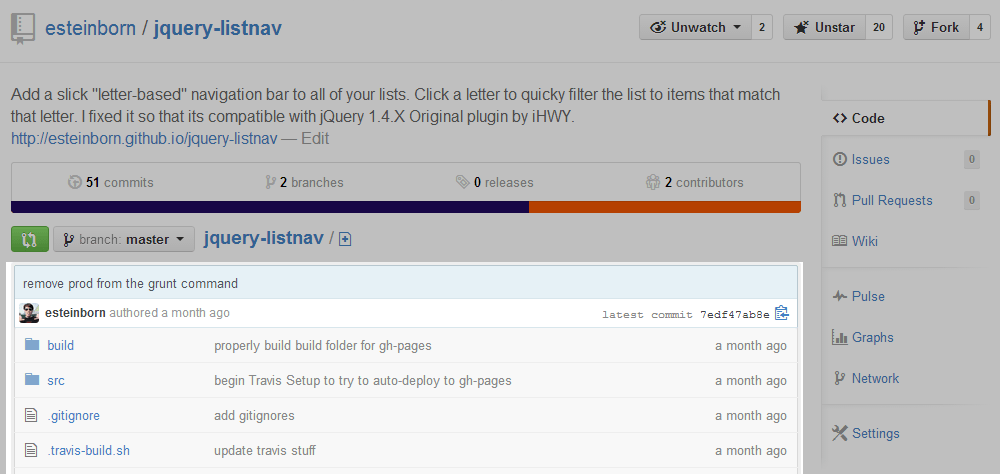 esteinborn / jquery-listnav
Unwatch 2
Unstar 20
Fork 4
Add a slick "letter-based" navigation bar to all of your lists. Click a letter to quicky filter the list to items that match
that letter. I fixed it so that its compatible with jQuery 1.4.X Original plugin by iHWY.
http://esteinborn.github.io/jquery-listnav — Edit
51 commits 2 branches 0 releases 2 contributors
branch: master jquery-listnav /
remove prod from the grunt command
esteinborn authored a month ago latest commit 7edf47ab8e
build properly build build folder for gh-pages a month ago
src begin Travis Setup to try to auto-deploy to gh-pages a month ago
.gitignore add gitignores a month ago
.travis-build.sh update travis stuff a month ago
Code
Issues 0
Pull Requests 0
Wiki
Pulse
Graphs
Network
Settings